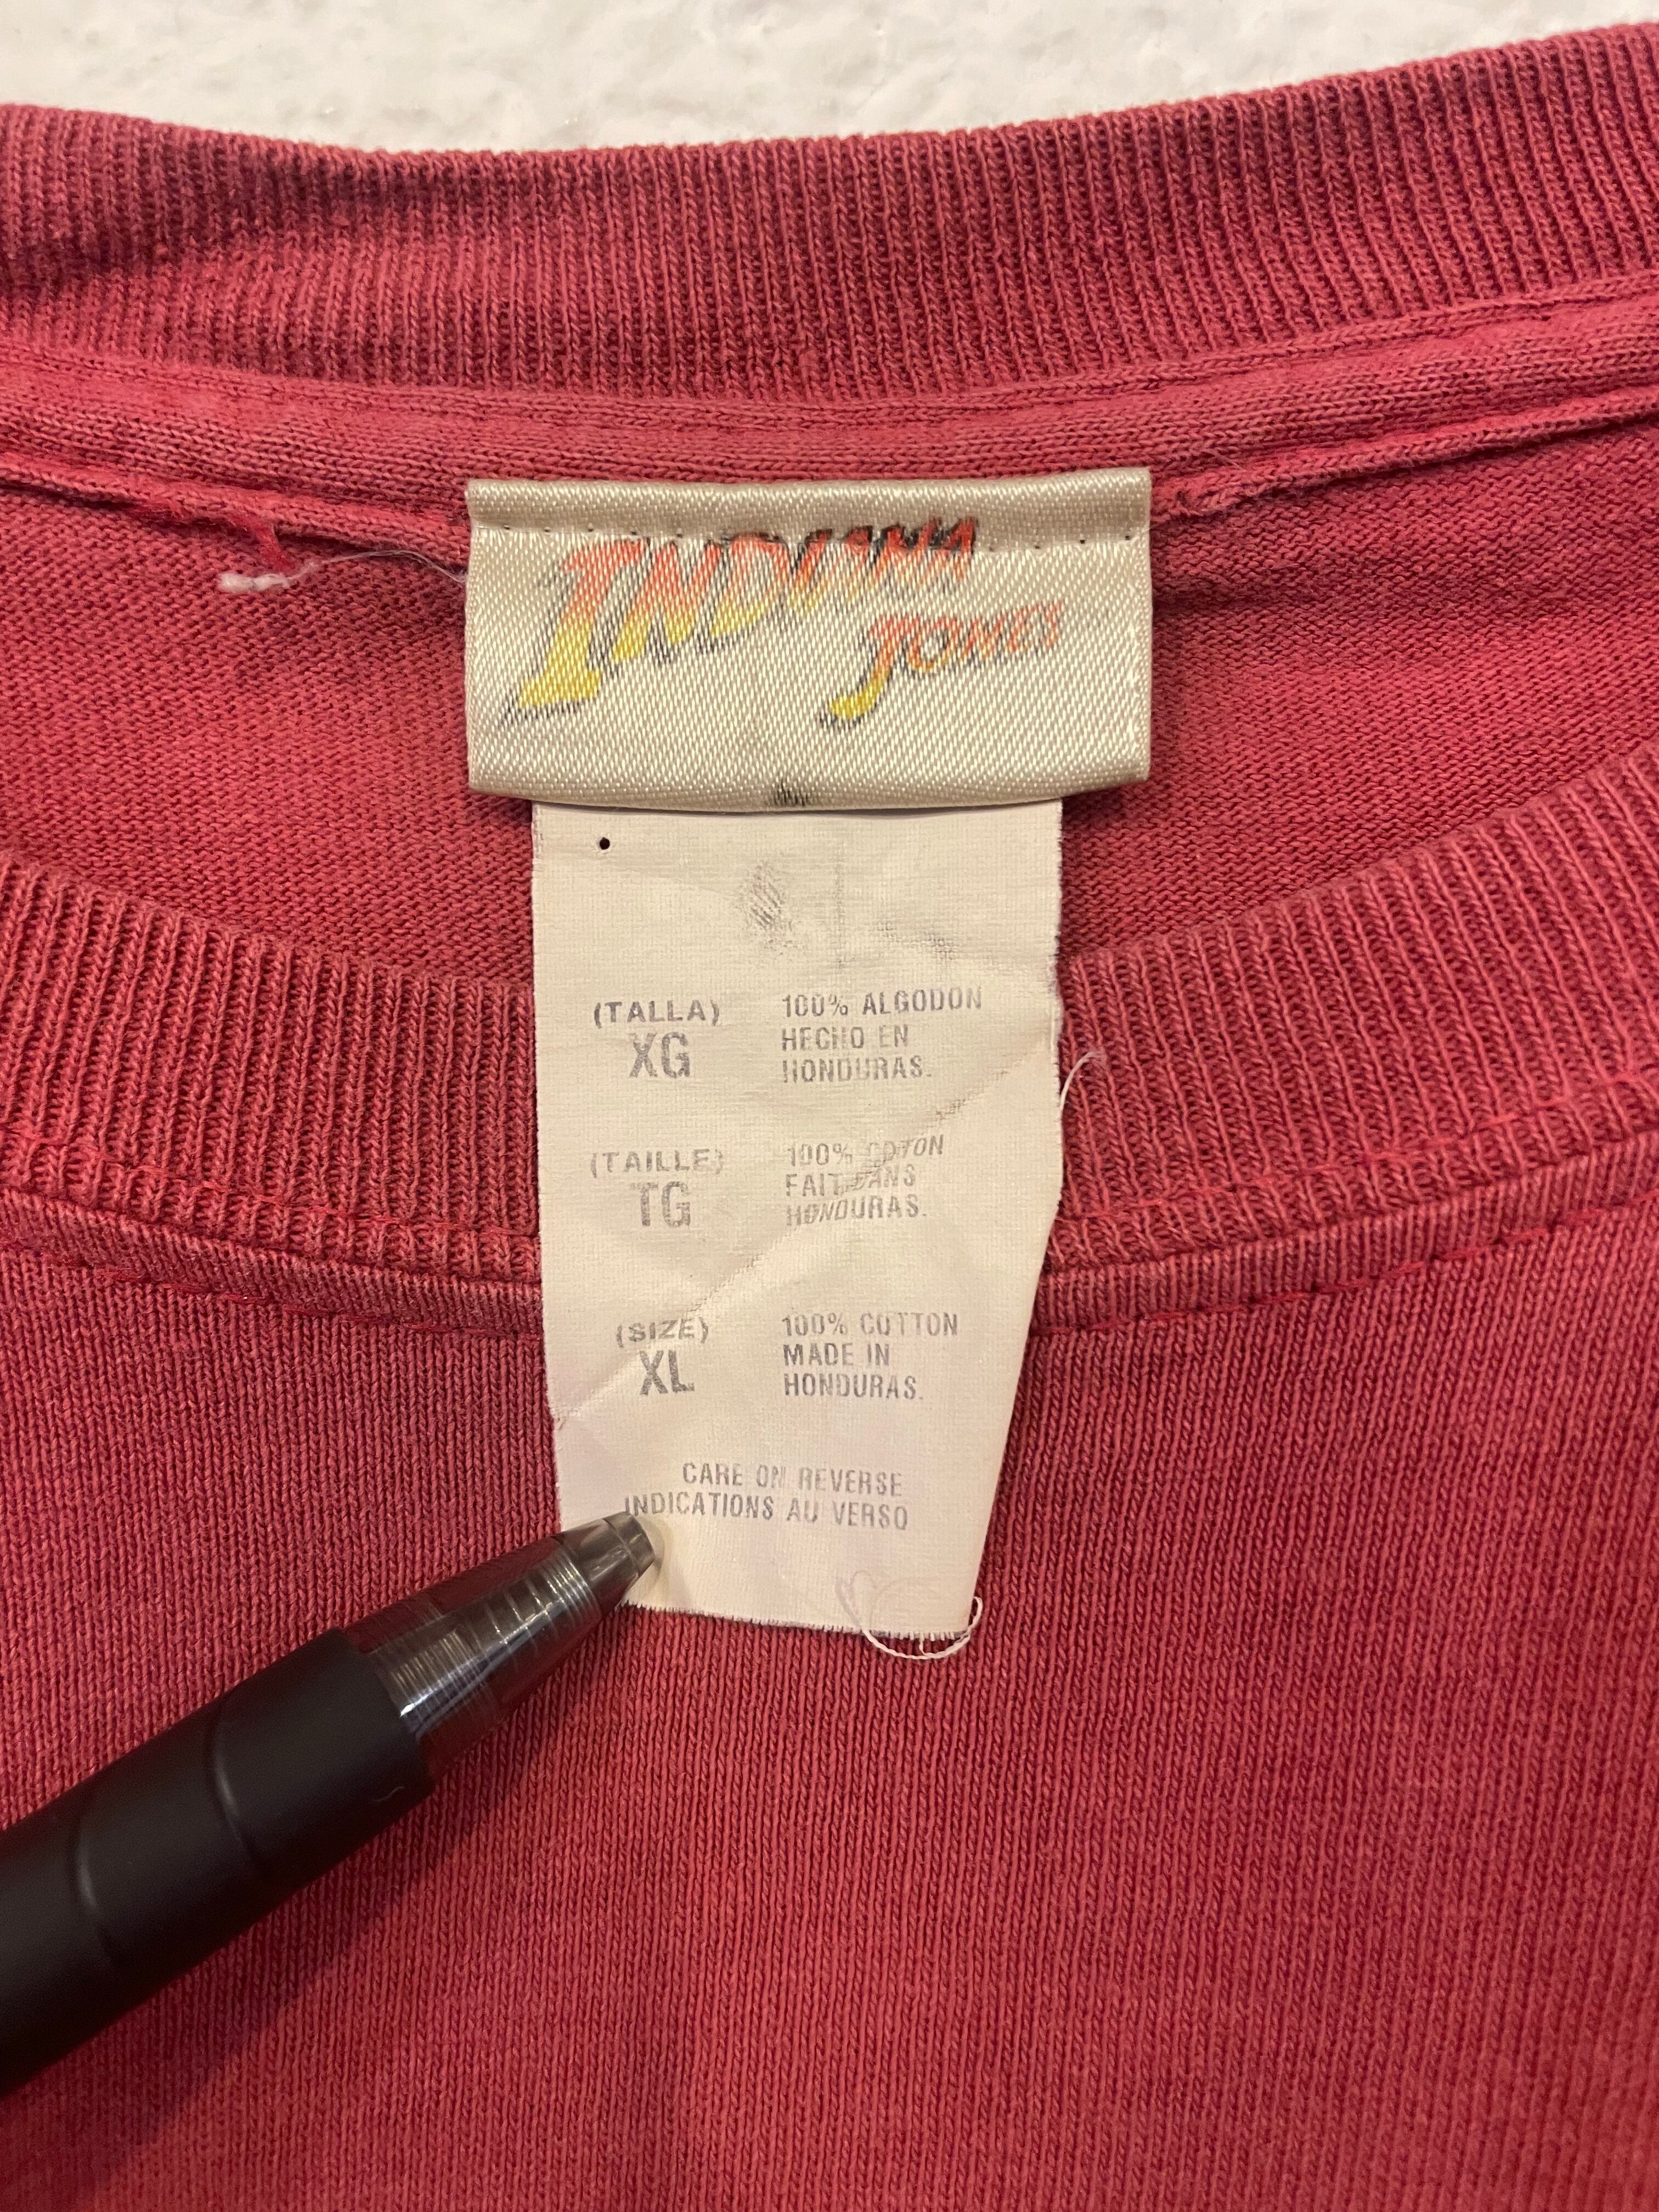 INDIANA
JONES
(TALLA)
XG
100% ALGODON
HECHO EN
HONDURAS.
(TAILLE)
TG
100% COTON
FAIT DANS
HONDURAS.
(SIZE)
XL
100% COTTON
MADE IN
HONDURAS.
CARE ON REVERSE
INDICATIONS AU VERSO